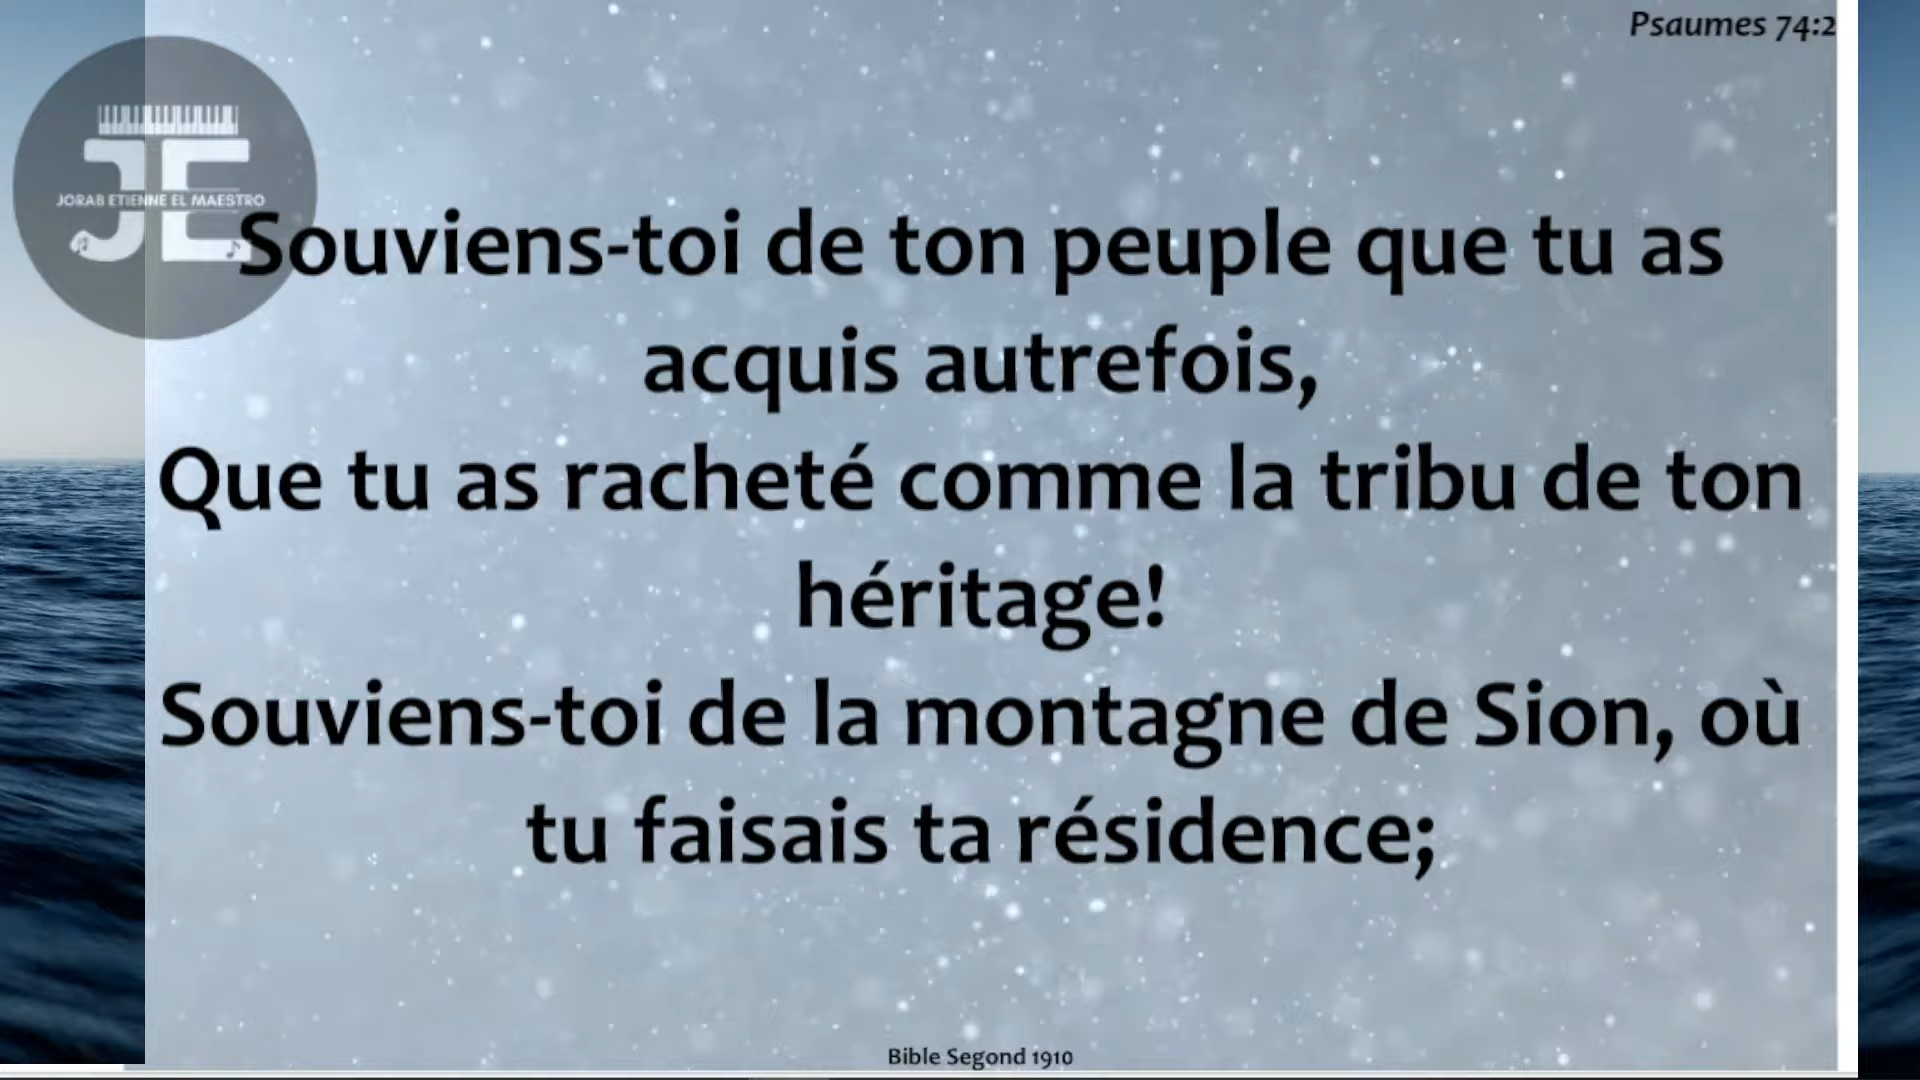 Psaumes 74:2
JE
JORAB ETIENNE EL MAESTRO
Souviens-toi de ton peuple que tu as
acquis autrefois,
Que tu as racheté comme la tribu de ton
héritage!
Souviens-toi de la montagne de Sion, où
tu faisais ta résidence;
Bible Segond 1910